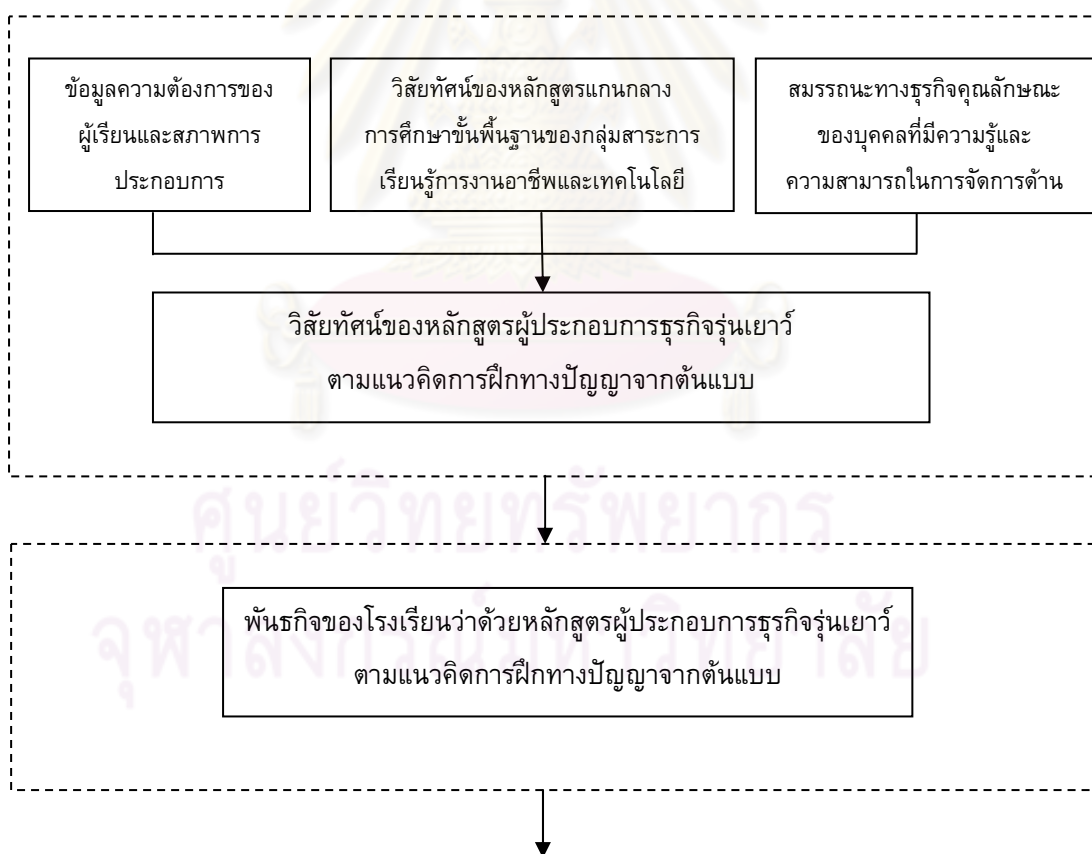 ข้อมูลความต้องการของ
ผู้เรียนและสภาพการ
ประกอบการ
วิสัยทัศน์ของหลักสูตรแกนกลาง
การศึกษาขั้นพื้นฐานของกลุ่มสาระการ
เรียนรู้การงานอาชีพและเทคโนโลยี
สมรรถนะทางธุรกิจคุณลักษณะ
ของบุคคลที่มีความรู้และ
ความสามารถในการจัดการด้าน
วิสัยทัศน์ของหลักสูตรผู้ประกอบการธุรกิจรุ่นเยาว์
ตามแนวคิดการฝึกทางปัญญาจากต้นแบบ
ศูนย์วิทยทรัพยากร
พันธกิจของโรงเรียนว่าด้วยหลักสูตรผู้ประกอบการธุรกิจรุ่นเยาว์
จุฬาลงกรณ์มหาวิทยาลัย
ตามแนวคิดการฝึกทางปัญญาจากต้นแบบ